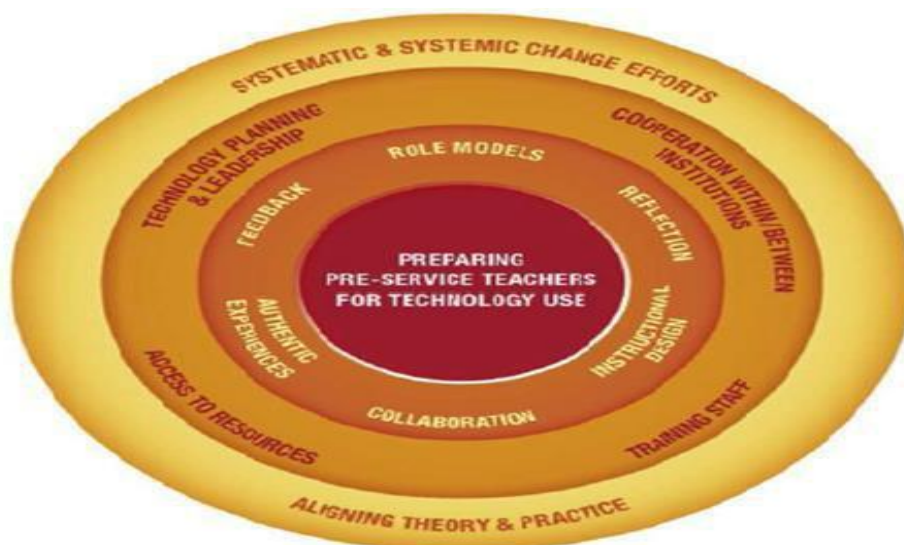 SYSTEMATIC & SYSTEMIC CHANGE EFFORTS
TECHNOLOGY PLANNING
& LEADERSHIP
COOPERATION WITHIN/BETWEEN
INSTITUTIONS
ROLE MODELS
FEEDBACK
REFLECTION
PREPARING
PRE-SERVICE TEACHERS
FOR TECHNOLOGY USE
AUTHENTIC
EXPERIENCES
INSTRUCTIONAL
DESIGN
COLLABORATION
ACCESS TO RESOURCES
TRAINING STAFF
ALIGNING THEORY & PRACTICE